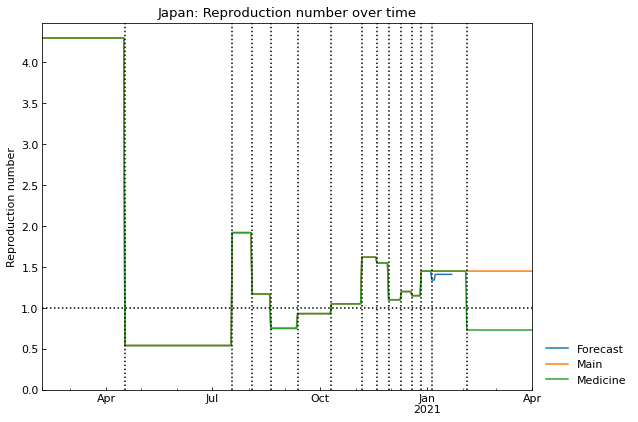 Japan: Reproduction number over time
Reproduction number
4.0
3.5
3.0
2.5
2.0
1.5
1.0
0.5
0.0
Apr
Jul
Oct
Jan
2021
Apr
Forecast
Main
Medicine